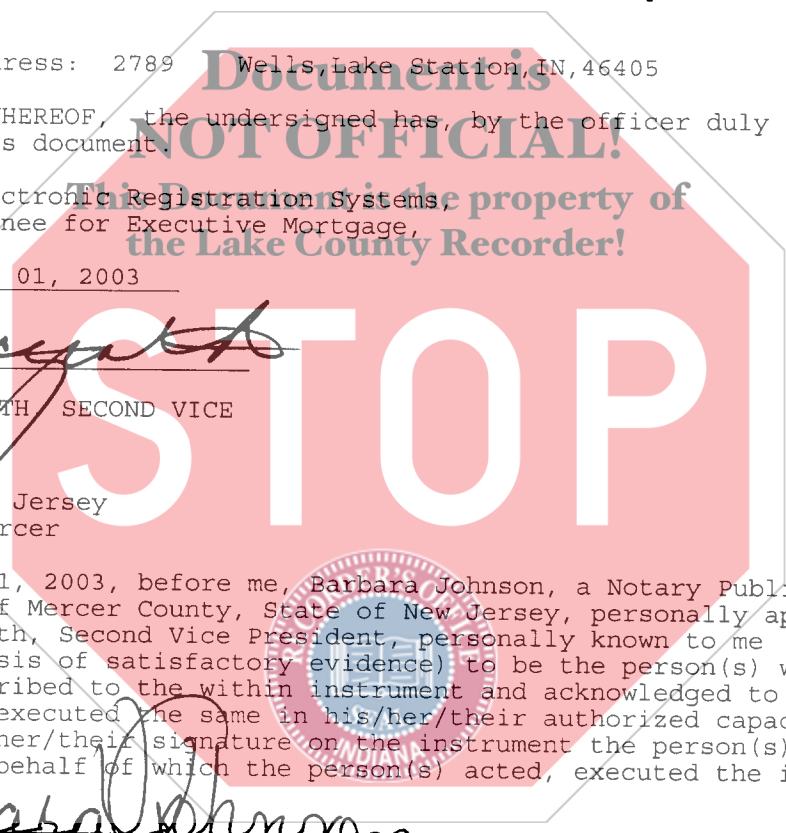 ress: 2789 Wells,Lake Station,IN,46405
Document is
HEREOF, the undersigned has, by the officer duly
s document.
NOT OFFICIAL!
This Document is the property of
ctronic Registration Systems,
nee for Executive Mortgage,
the Lake County Recorder!
01, 2003
TH, SECOND VICE
STOP
Jersey
rcer
1, 2003, before me, Barbara Johnson, a Notary Publi
f Mercer County, State of New Jersey, personally ap
th, Second Vice President, personally known to me
sis of satisfactory evidence) to be the person(s) w
ribed to the within instrument and acknowledged to
executed the same in his/her/their authorized capac
her/their signature on the instrument the person(s)
behalf of which the person(s) acted, executed the i
RECORDER'S OFFICE
SEAL
INDIANA